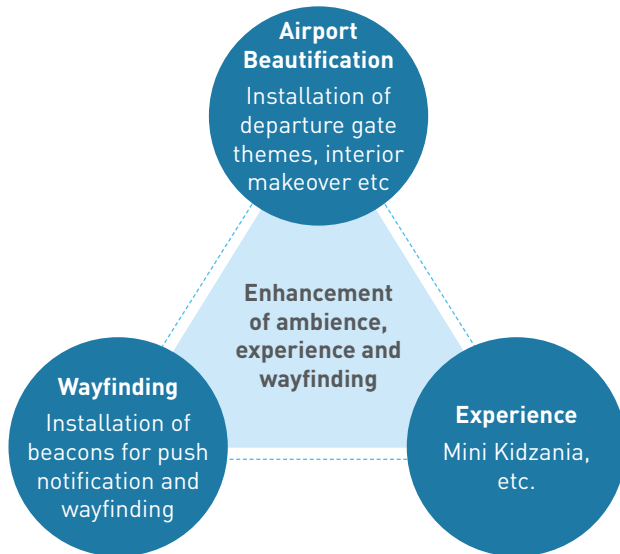 Airport
Beautification
Installation of
departure gate
themes, interior
makeover etc
Enhancement
of ambience,
experience and
wayfinding
Wayfinding
Installation of
beacons for push
notification and
wayfinding
Experience
Mini Kidzania,
etc.